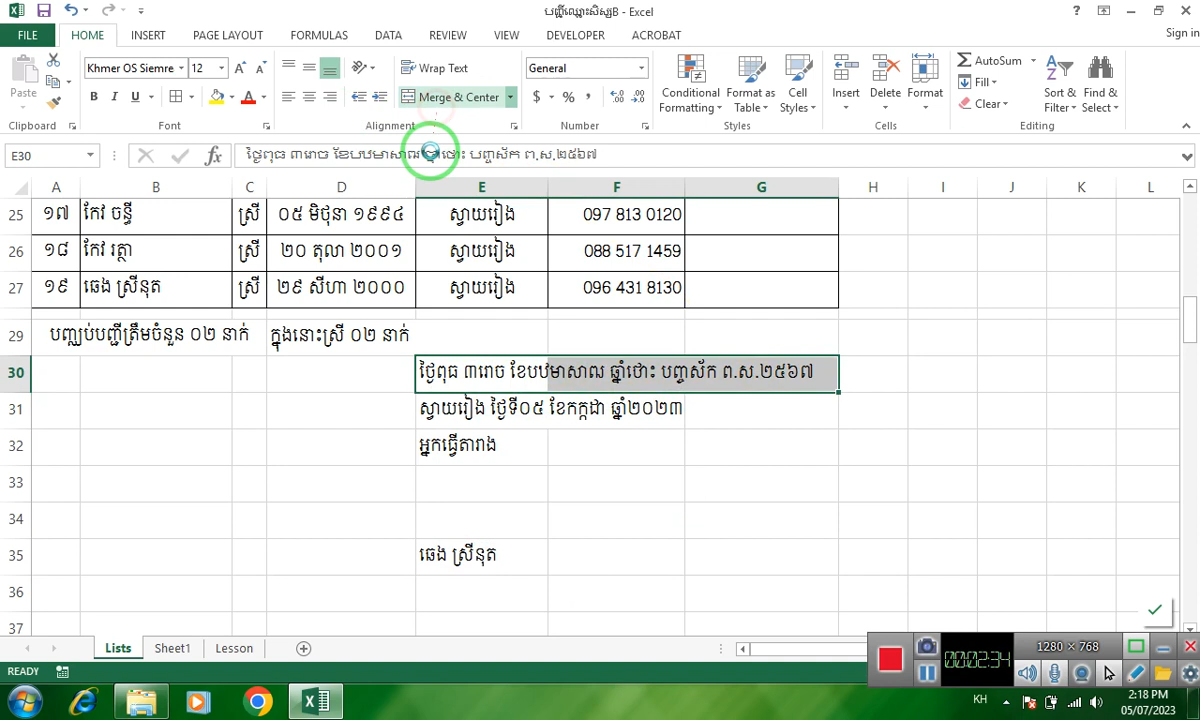 បញ្ជីឈ្មោះសិស្សB - Excel
Sign in
FILE HOME INSERT PAGE LAYOUT FORMULAS DATA REVIEW VIEW DEVELOPER ACROBAT
Paste
Clipboard
Khmer OS Siemre 12
B I U
Font
Wrap Text
Merge & Center
Alignment
General
$ % ,
Number
Conditional Formatting
Format as Table
Cell Styles
Styles
Insert Delete Format
Cells
AutoSum
Fill
Clear
Sort & Filter
Find & Select
Editing
E30
fx
ថ្ងៃពុធ ៣រោច ខែបឋមាសាឍ ឆ្នាំថោះ បញ្ចស័ក ព.ស.២៥៦៧
A B C D E F G H I J K L
25 ១៧ កែវ ចន្ធី ស្រី ០៥ មិថុនា ១៩៩៤ ស្វាយរៀង 097 813 0120
26 ១៨ កែវ រត្ថា ស្រី ២០ តុលា ២០០១ ស្វាយរៀង 088 517 1459
27 ១៩ ឆេង ស្រីនុត ស្រី ២៩ សីហា ២០០០ ស្វាយរៀង 096 431 8130
29 បញ្ឈប់បញ្ជីត្រឹមចំនួន ០២ នាក់ ក្នុងនោះស្រី ០២ នាក់
30 ថ្ងៃពុធ ៣រោច ខែបឋមាសាឍ ឆ្នាំថោះ បញ្ចស័ក ព.ស.២៥៦៧
31 ស្វាយរៀង ថ្ងៃទី០៥ ខែកក្កដា ឆ្នាំ២០២៣
32 អ្នកធ្វើតារាង
33
34
35 ឆេង ស្រីនុត
36
37
Lists Sheet1 Lesson
READY
1280 × 768
00:02:34
KH
2:18 PM
05/07/2023